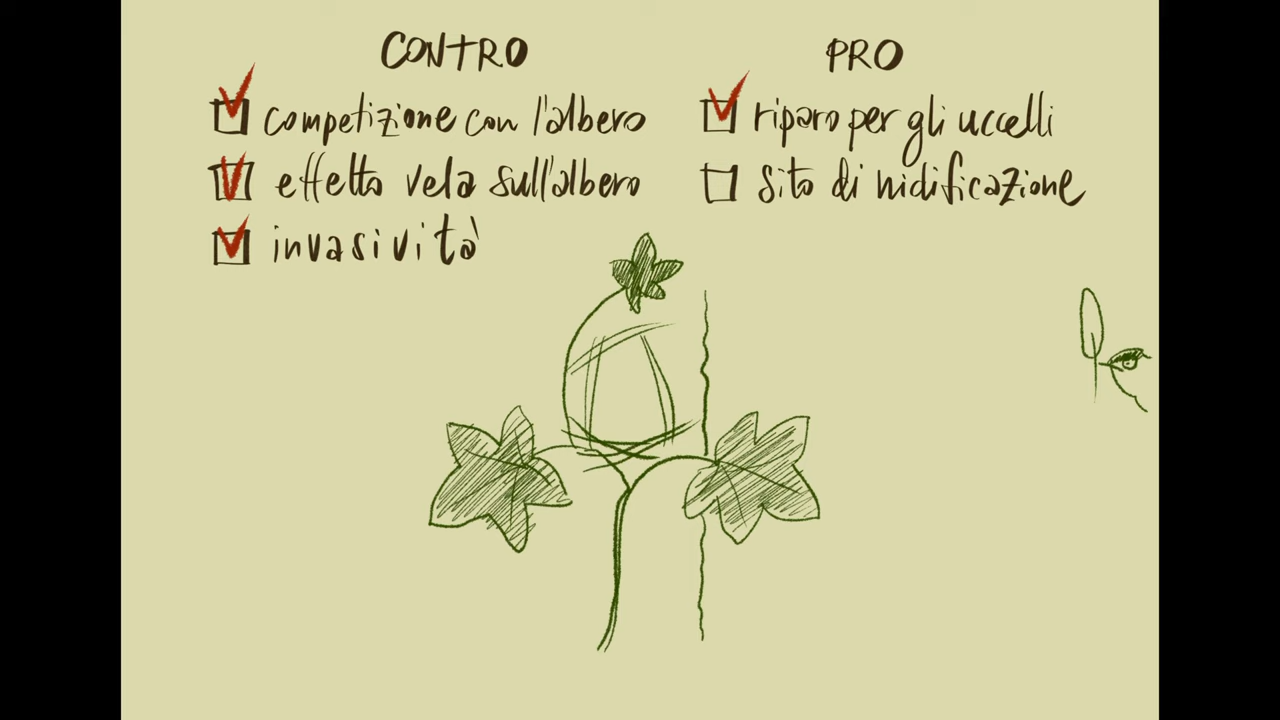 CONTRO
competizione con l'albero
effetto vela sull'albero
invasività
PRO
riparo per gli uccelli
sito di nidificazione